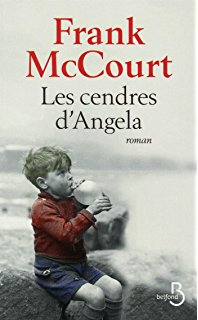 Frank
McCourt
Les cendres
d'Angela
roman
belfond